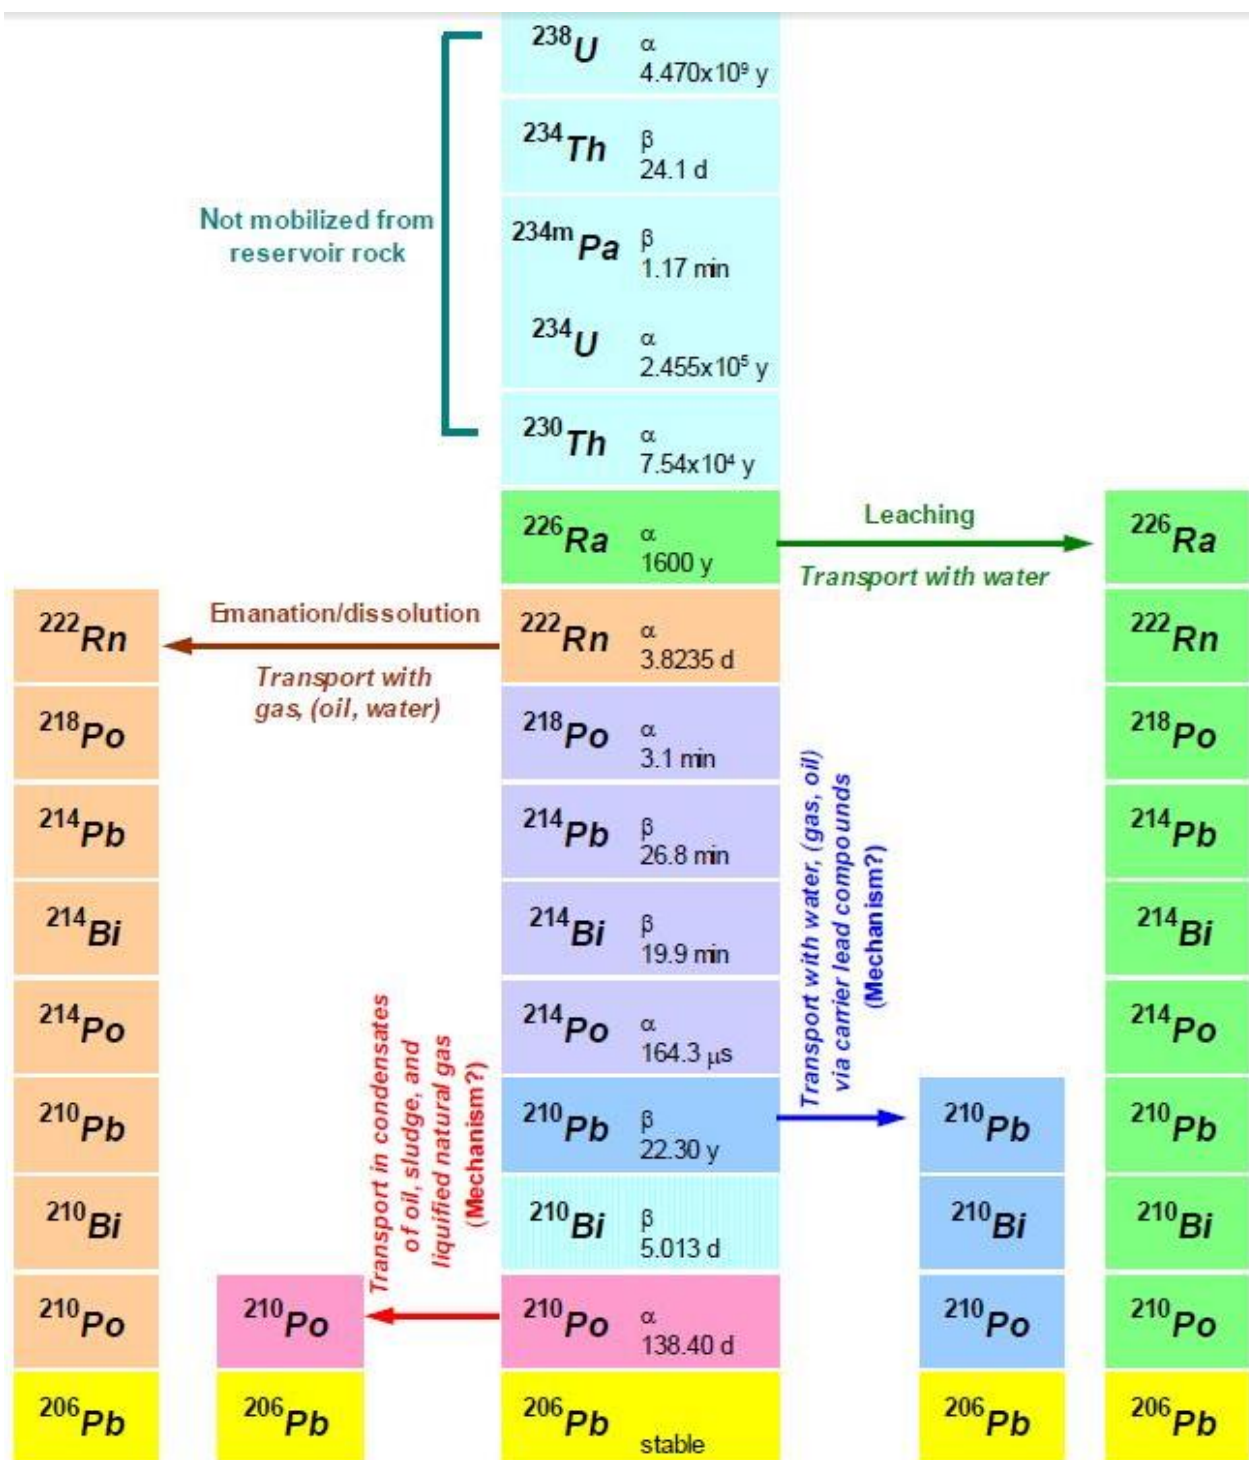 ²³⁸U α
4.470x10⁹ y
²³⁴Th β
24.1 d
Not mobilized from
reservoir rock
²³⁴ᵐPa β
1.17 min
²³⁴U α
2.455x10⁵ y
²³⁰Th α
7.54x10⁴ y
²²⁶Ra α
1600 y
Leaching
Transport with water
²²⁶Ra
²²²Rn
Emanation/dissolution
Transport with
gas, (oil, water)
²²²Rn α
3.8235 d
²²²Rn
²¹⁸Po
²¹⁸Po α
3.1 min
²¹⁸Po
²¹⁴Pb
²¹⁴Pb β
26.8 min
Transport with water, (gas, oil)
via carrier lead compounds
(Mechanism?)
²¹⁴Pb
²¹⁴Bi
²¹⁴Bi β
19.9 min
²¹⁴Bi
²¹⁴Po
Transport in condensates
of oil, sludge, and
liquified natural gas
(Mechanism?)
²¹⁴Po α
164.3 μs
²¹⁴Po
²¹⁰Pb
²¹⁰Pb β
22.30 y
²¹⁰Pb
²¹⁰Pb
²¹⁰Bi
²¹⁰Bi β
5.013 d
²¹⁰Bi
²¹⁰Bi
²¹⁰Po
²¹⁰Po
²¹⁰Po α
138.40 d
²¹⁰Po
²¹⁰Po
²⁰⁶Pb
²⁰⁶Pb
²⁰⁶Pb
stable
²⁰⁶Pb
²⁰⁶Pb